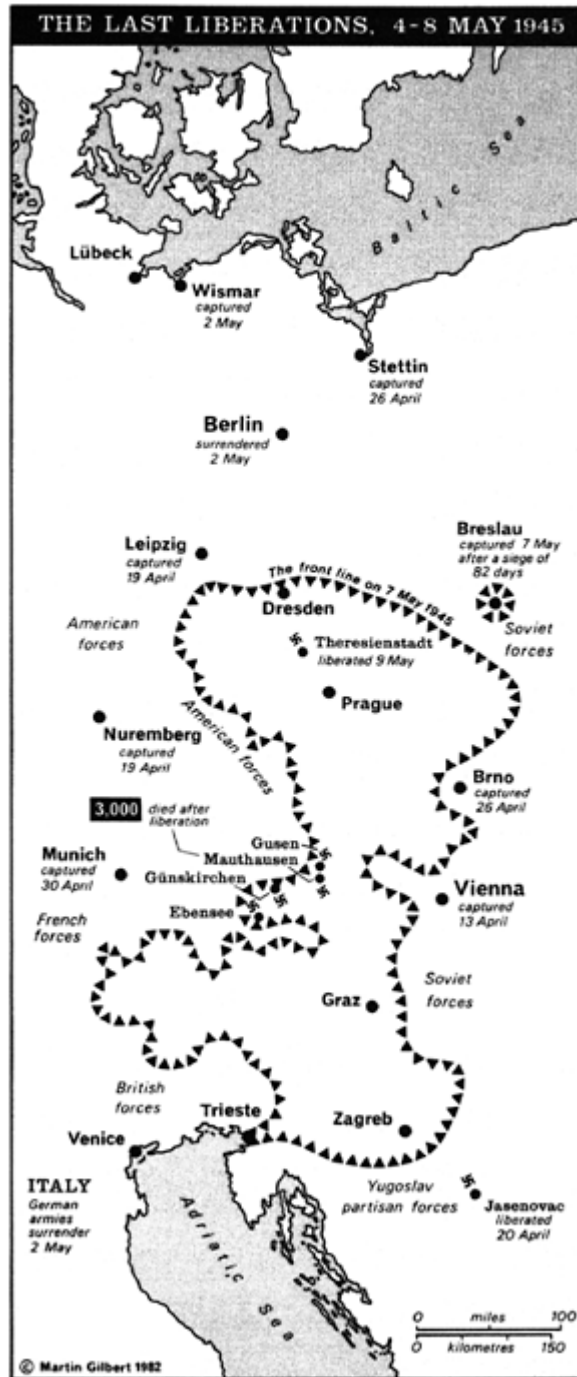 THE LAST LIBERATIONS, 4-8 MAY 1945
Baltic Sea
Lübeck
Wismar
captured
2 May
Stettin
captured
26 April
Berlin
surrendered
2 May
Leipzig
captured
19 April
Breslau
captured 7 May
after a siege of
82 days
The front line on 7 May 1945
Dresden
American
forces
Soviet
forces
Theresienstadt
liberated 9 May
Prague
American forces
Nuremberg
captured
19 April
Brno
captured
26 April
3,000 died after
liberation
Gusen
Mauthausen
Munich
captured
30 April
Günskirchen
Vienna
captured
13 April
Ebensee
French
forces
Soviet
forces
Graz
British
forces
Trieste
Zagreb
Venice
ITALY
German
armies
surrender
2 May
Yugoslav
partisan forces
Jasenovac
liberated
20 April
Adriatic Sea
0 miles 100
0 kilometres 150
© Martin Gilbert 1982